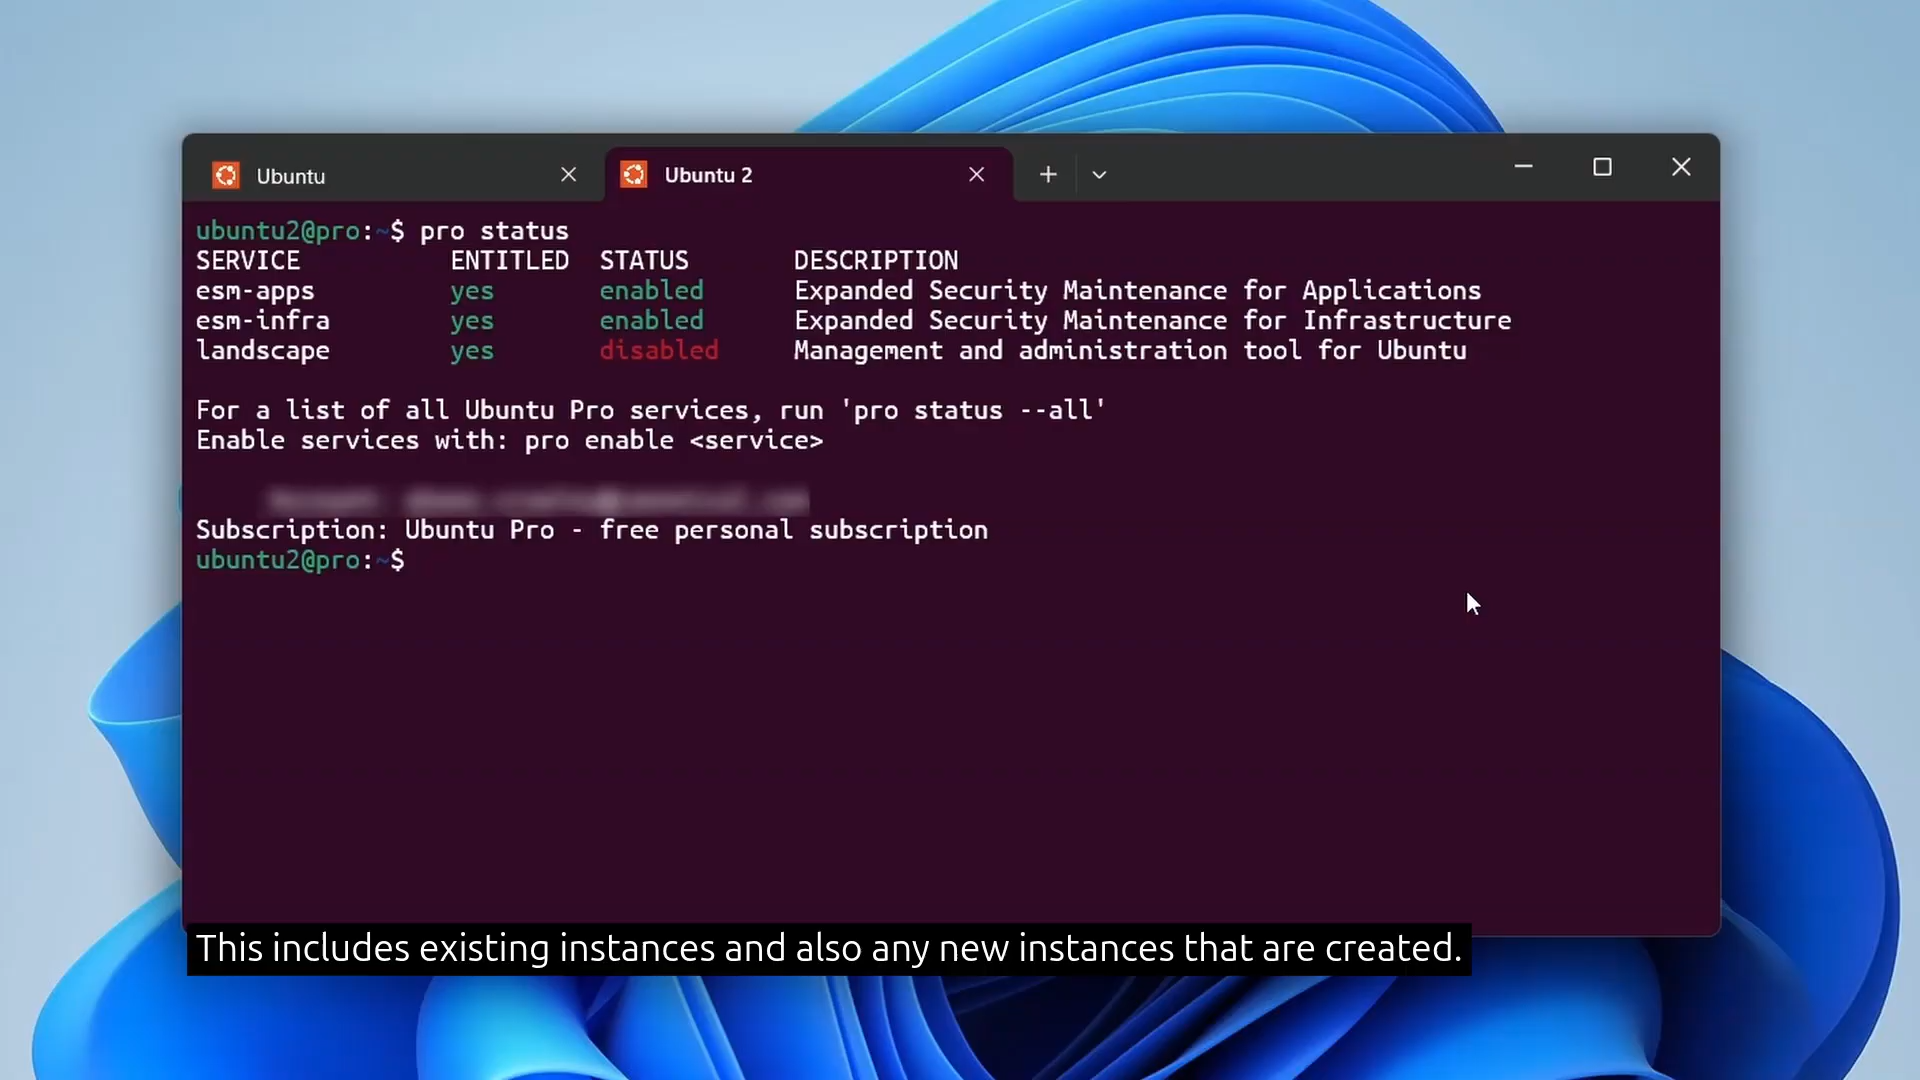 Ubuntu
Ubuntu 2
ubuntu2@pro:~$ pro status
SERVICE ENTITLED STATUS DESCRIPTION
esm-apps yes enabled Expanded Security Maintenance for Applications
esm-infra yes enabled Expanded Security Maintenance for Infrastructure
landscape yes disabled Management and administration tool for Ubuntu
For a list of all Ubuntu Pro services, run 'pro status --all'
Enable services with: pro enable <service>
Subscription: Ubuntu Pro - free personal subscription
ubuntu2@pro:~$
This includes existing instances and also any new instances that are created.